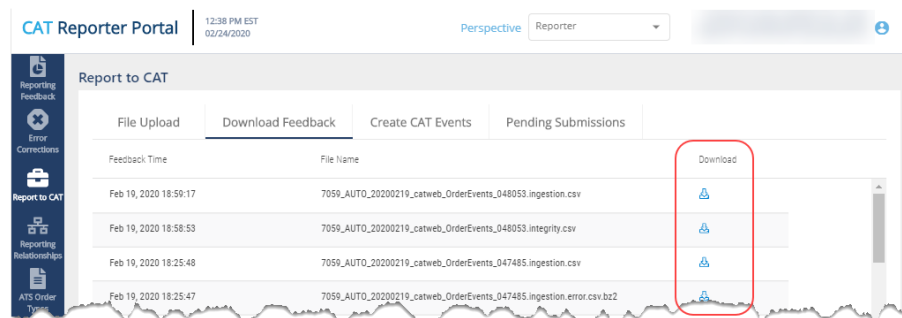 CAT Reporter Portal
12:38 PM EST
02/24/2020
Perspective
Reporter
Reporting
Feedback
Error
Corrections
Report to CAT
Reporting
Relationships
ATS Order
Types
Report to CAT
File Upload Download Feedback Create CAT Events Pending Submissions
Feedback Time File Name Download
Feb 19, 2020 18:59:17 7059_AUTO_20200219_catweb_OrderEvents_048053.ingestion.csv
Feb 19, 2020 18:58:53 7059_AUTO_20200219_catweb_OrderEvents_048053.integrity.csv
Feb 19, 2020 18:25:48 7059_AUTO_20200219_catweb_OrderEvents_047485.ingestion.csv
Feb 19, 2020 18:25:47 7059_AUTO_20200219_catweb_OrderEvents_047485.ingestion.error.csv.bz2